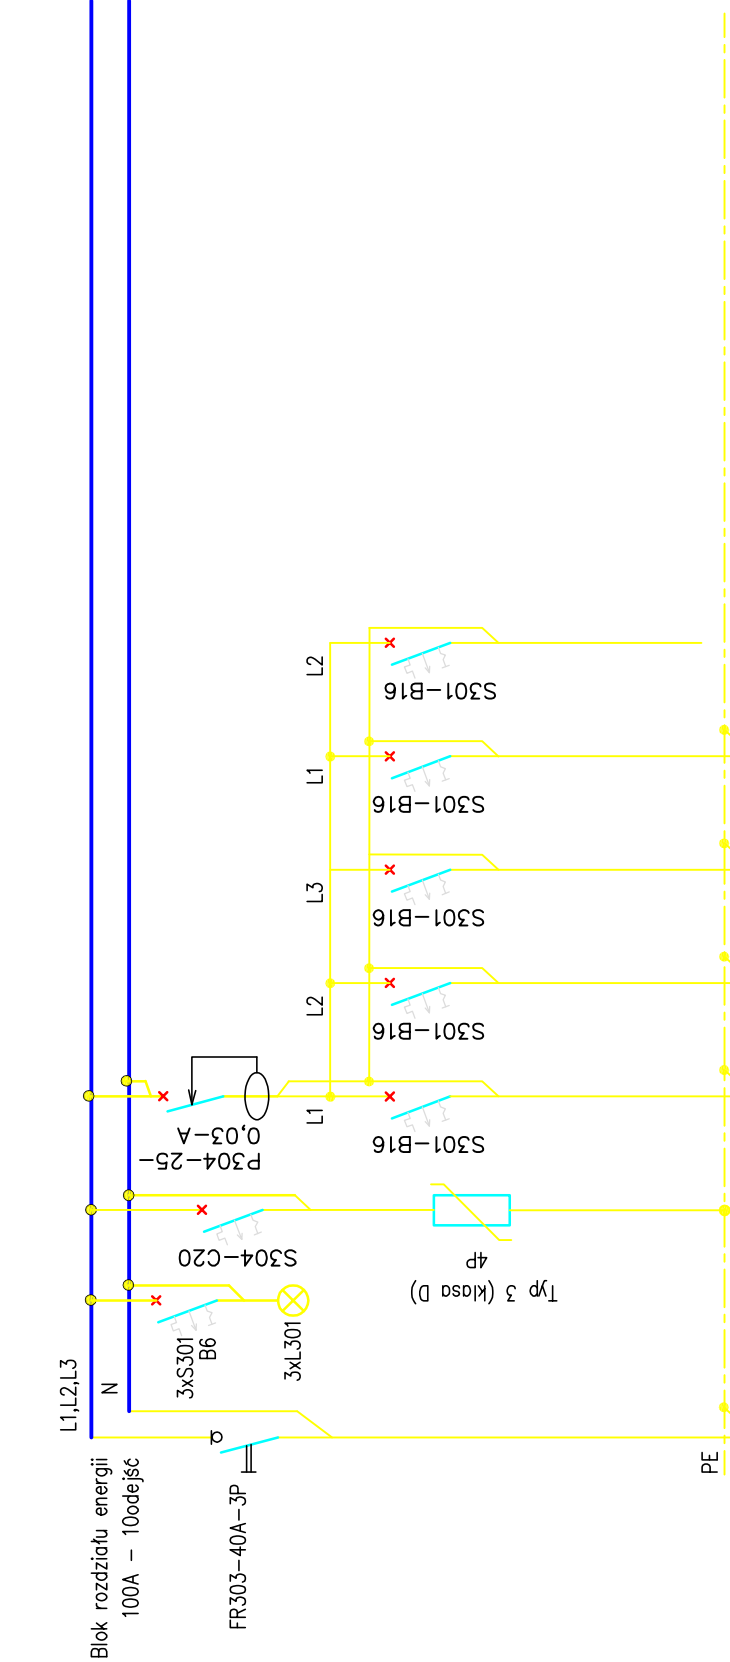 L2
S301-B16
L1
S301-B16
L3
S301-B16
L2
S301-B16
L1
S301-B16
P304-25-
0,03-A
S304-C20
4P
Typ 3 (klasa D)
3xS301
B6
3xL301
L1,L2,L3
N
Blok rozdziału energii
100A - 10odejść
FR303-40A-3P
PE